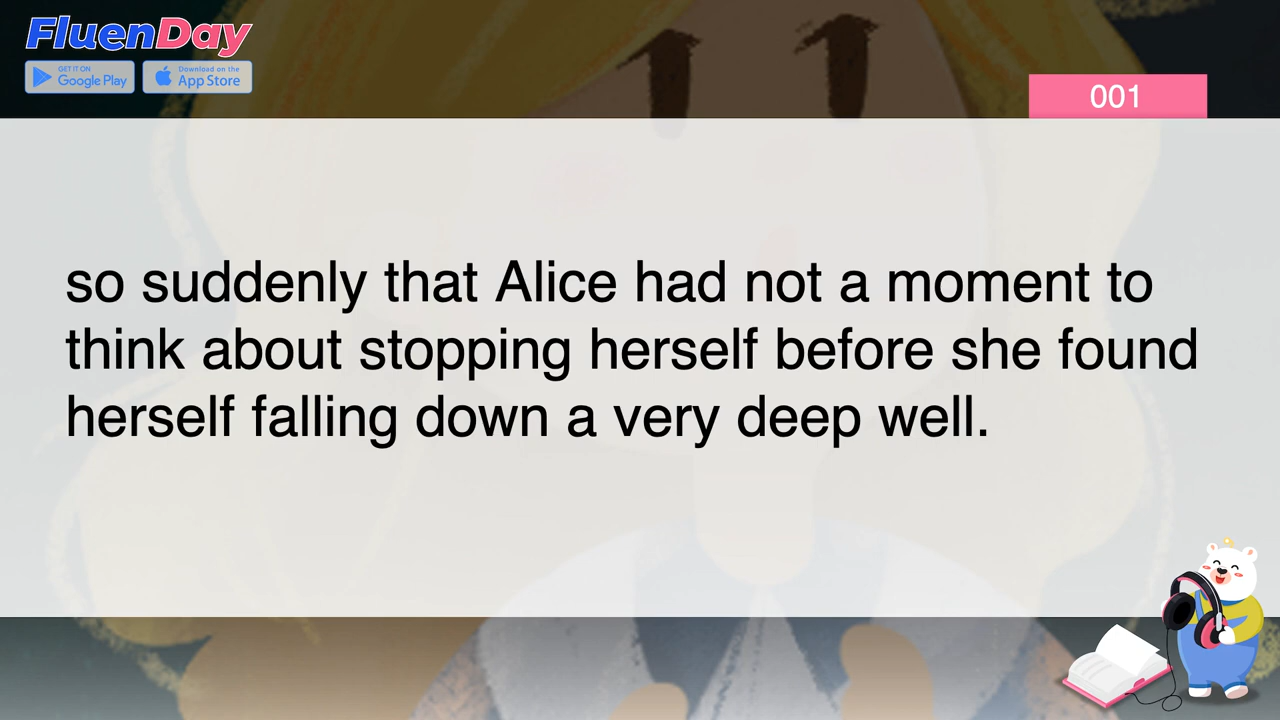 FluenDay
GET IT ON
Google Play
Download on the
App Store
001
so suddenly that Alice had not a moment to
think about stopping herself before she found
herself falling down a very deep well.